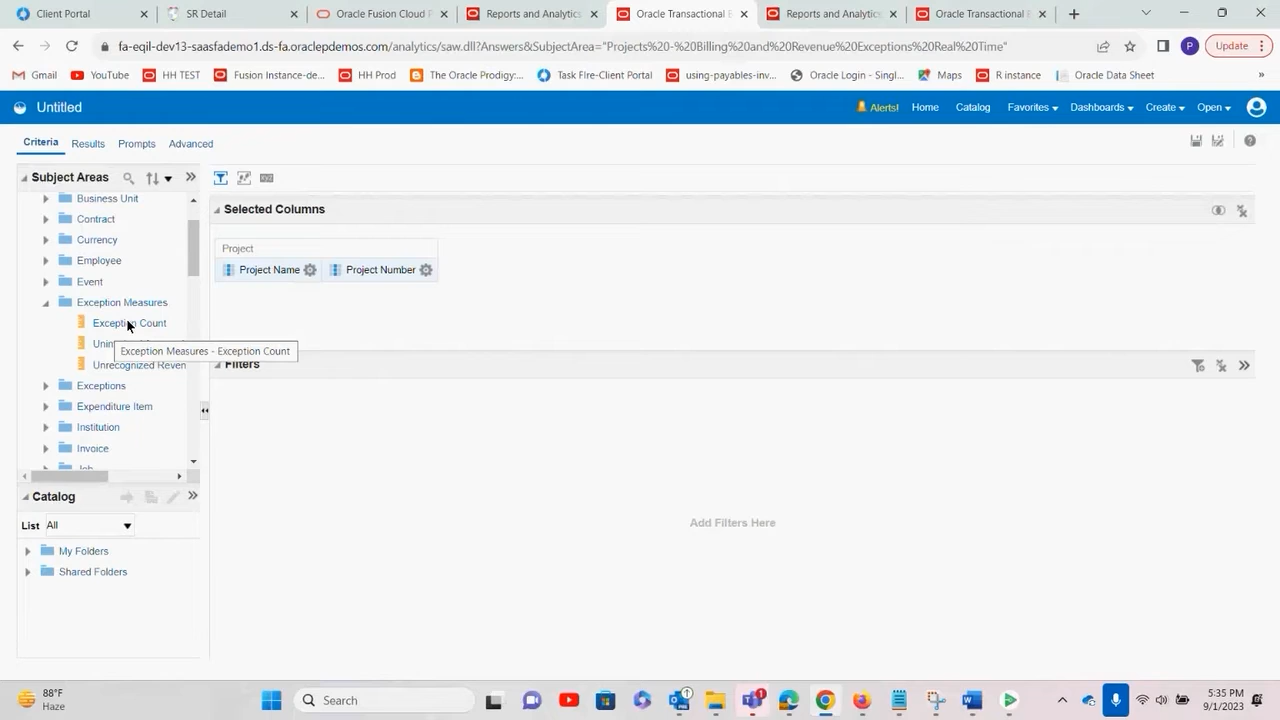 Client Portal
SR Detail
Oracle Fusion Cloud P
Reports and Analytics
Oracle Transactional B
Reports and Analytics
Oracle Transactional
fa-eqil-dev13-saasfademo1.ds-fa.oraclepdemos.com/analytics/saw.dll?Answers&SubjectArea="Projects%20-%20Billing%20and%20Revenue%20Exceptions%20Real%20Time"
P
Update
Gmail
YouTube
HH TEST
Fusion Instance-de...
HH Prod
The Oracle Prodigy:...
Task FIre-Client Portal
using-payables-inv...
Oracle Login - Singl...
Maps
R instance
Oracle Data Sheet
»
Untitled
Alerts!
Home
Catalog
Favorites
Dashboards
Create
Open
Criteria
Results
Prompts
Advanced
Subject Areas
Business Unit
Contract
Currency
Employee
Event
Exception Measures
Exception Count
Exception Measures - Exception Count
Unrecognized Reven
Exceptions
Expenditure Item
Institution
Invoice
Job
Selected Columns
Project
Project Name
Project Number
Filters
Add Filters Here
Catalog
List All
My Folders
Shared Folders
88°F
Haze
Search
1
5:35 PM
9/1/2023